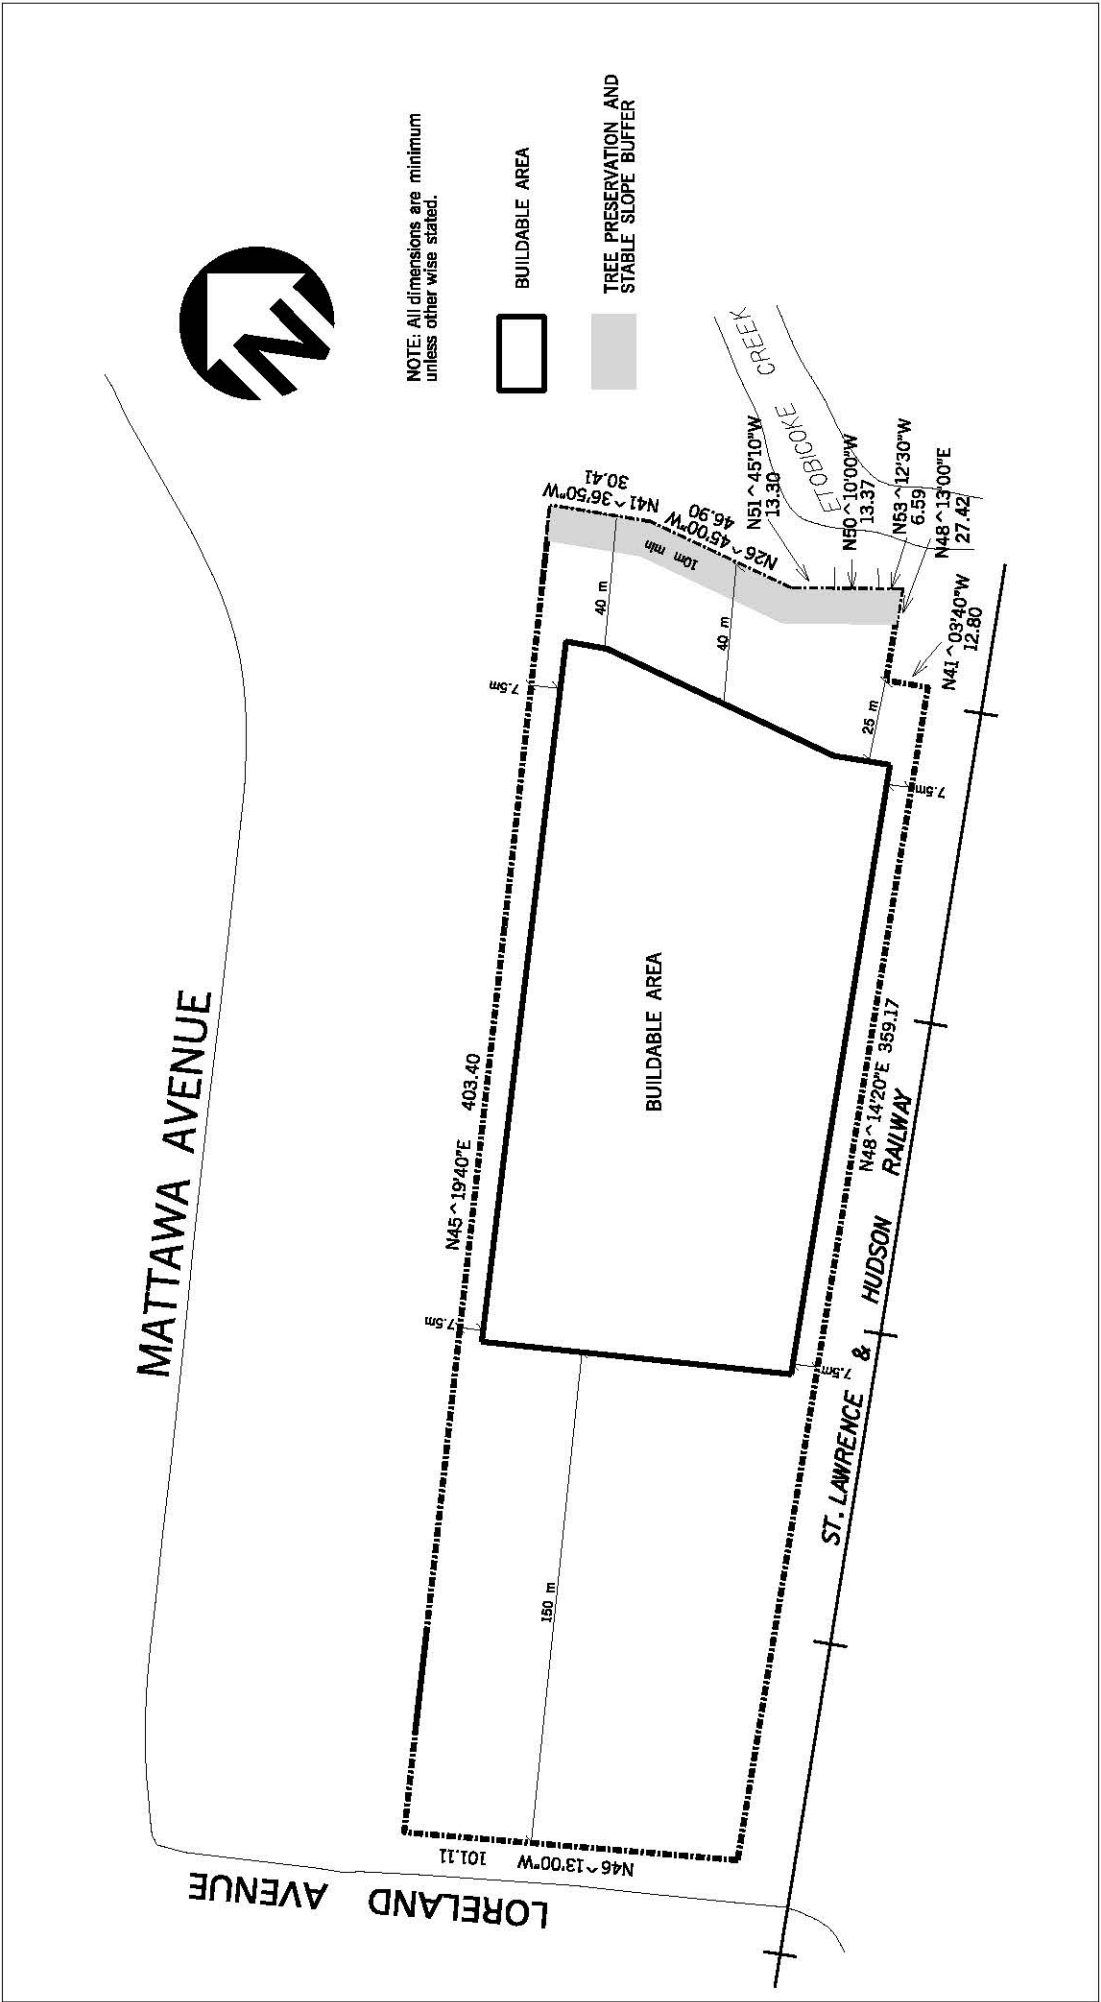 MATTAWA AVENUE
LORELAND AVENUE
N
NOTE: All dimensions are minimum
unless other wise stated.
BUILDABLE AREA
TREE PRESERVATION AND
STABLE SLOPE BUFFER
N45^19'40"E 403.40
7.5m
7.5m
N46^13'00"W 101.11
150 m
BUILDABLE AREA
40 m
40 m
10m min
N41^36'50"W
30.41
N26^45'00"W
46.90
N51^45'10"W
13.30
ETOBICOKE CREEK
N50^10'00"W
13.37
N53^12'30"W
6.59
N48^13'00"E
27.42
N41^03'40"W
12.80
25 m
7.5m
7.5m
N48^14'20"E 359.17
ST. LAWRENCE & HUDSON RAILWAY